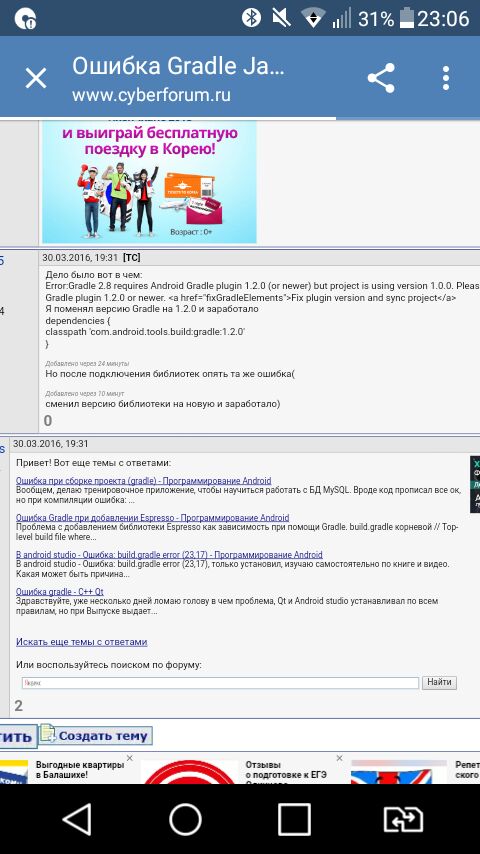 31% 23:06
Ошибка Gradle Ja...
www.cyberforum.ru
и выиграй бесплатную
поездку в Корею!
Возраст : 0+
5
30.03.2016, 19:31 [ТС]
4
Дело было вот в чем:
Error:Gradle 2.8 requires Android Gradle plugin 1.2.0 (or newer) but project is using version 1.0.0. Pleas
Gradle plugin 1.2.0 or newer. <a href="fixGradleElements">Fix plugin version and sync project</a>
Я поменял версию Gradle на 1.2.0 и заработало
dependencies {
classpath 'com.android.tools.build:gradle:1.2.0'
}
Добавлено через 24 минуты
Но после подключения библиотек опять та же ошибка(
Добавлено через 10 минут
сменил версию библиотеки на новую и заработало)
0
s
30.03.2016, 19:31
Привет! Вот еще темы с ответами:
Ошибка при сборке проекта (gradle) - Программирование Android
Вообщем, делаю тренировочное приложение, чтобы научиться работать с БД MySQL. Вроде код прописал все ок,
но при компиляции ошибка: ...
Ошибка Gradle при добавлении Espresso - Программирование Android
Проблема с добавлением библиотеки Espresso как зависимость при помощи Gradle. build.gradle корневой // Top-
level build file where...
В android studio - Ошибка: build.gradle error (23,17) - Программирование Android
В android studio - Ошибка: build.gradle error (23,17), только установил, изучаю самостоятельно по книге и видео.
Какая может быть причина...
Ошибка gradle - C++ Qt
Здравствуйте, уже несколько дней ломаю голову в чем проблема, Qt и Android studio устанавливал по всем
правилам, но при Выпуске выдает...
Искать еще темы с ответами
Или воспользуйтесь поиском по форуму:
Яндекс
Найти
2
тить
Создать тему
Выгодные квартиры
в Балашихе!
Отзывы
о подготовке к ЕГЭ
Репет
ского